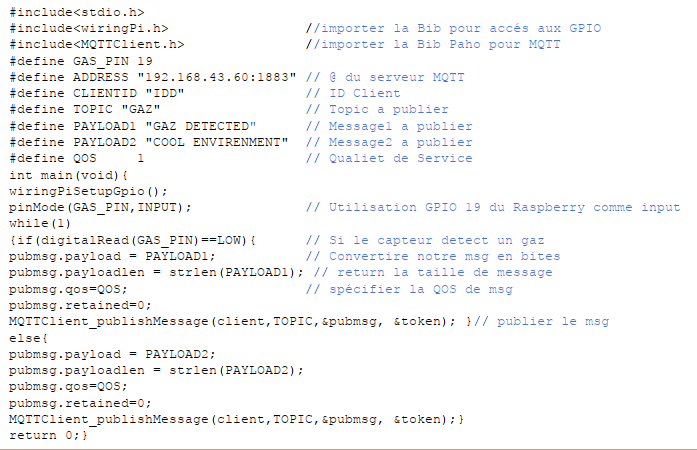 #include<stdio.h>
#include<wiringPi.h> //importer la Bib pour accés aux GPIO
#include<MQTTClient.h> //importer la Bib Paho pour MQTT
#define GAS_PIN 19
#define ADDRESS "192.168.43.60:1883" // @ du serveur MQTT
#define CLIENTID "IDD" // ID Client
#define TOPIC "GAZ" // Topic a publier
#define PAYLOAD1 "GAZ DETECTED" // Message1 a publier
#define PAYLOAD2 "COOL ENVIRENMENT" // Message2 a publier
#define QOS 1 // Qualiet de Service
int main(void){
wiringPiSetupGpio();
pinMode(GAS_PIN,INPUT); // Utilisation GPIO 19 du Raspberry comme input
while(1)
{if(digitalRead(GAS_PIN)==LOW){ // Si le capteur detect un gaz
pubmsg.payload = PAYLOAD1; // Convertire notre msg en bites
pubmsg.payloadlen = strlen(PAYLOAD1); // return la taille de message
pubmsg.qos=QOS; // spécifier la QOS de msg
pubmsg.retained=0;
MQTTClient_publishMessage(client,TOPIC,&pubmsg, &token); }// publier le msg
else{
pubmsg.payload = PAYLOAD2;
pubmsg.payloadlen = strlen(PAYLOAD2);
pubmsg.qos=QOS;
pubmsg.retained=0;
MQTTClient_publishMessage(client,TOPIC,&pubmsg, &token);}
return 0;}